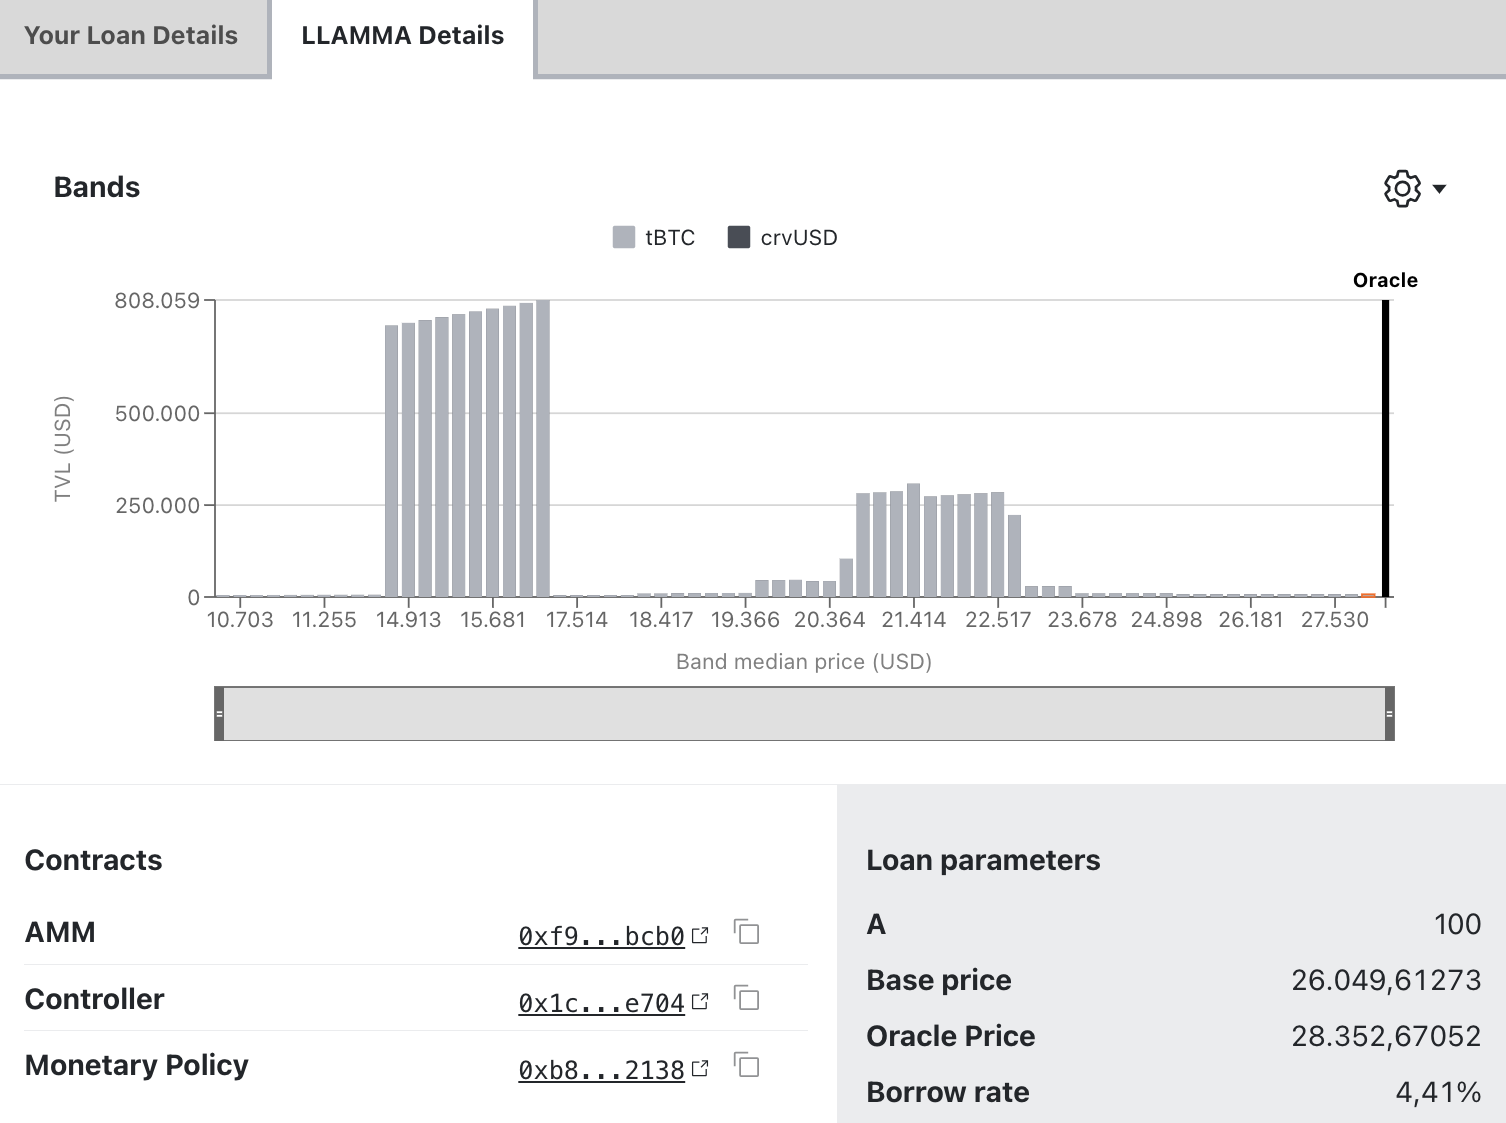 Your Loan Details
LLAMMA Details
Bands
tBTC
crvUSD
Oracle
808.059
500.000
250.000
0
TVL (USD)
10.703 11.255 14.913 15.681 17.514 18.417 19.366 20.364 21.414 22.517 23.678 24.898 26.181 27.530
Band median price (USD)
Contracts
AMM 0xf9...bcb0
Controller 0x1c...e704
Monetary Policy 0xb8...2138
Loan parameters
A 100
Base price 26.049,61273
Oracle Price 28.352,67052
Borrow rate 4,41%